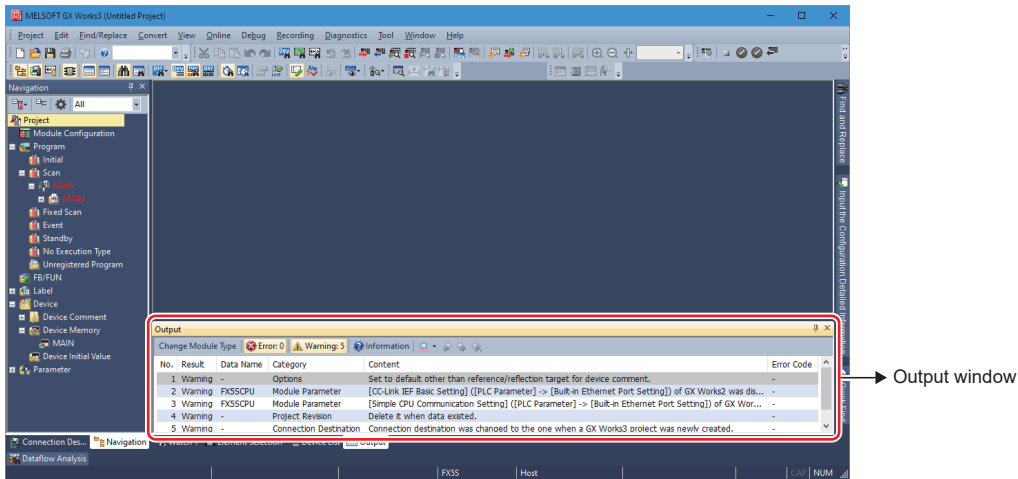 MELSOFT GX Works3 (Untitled Project)
Project Edit Find/Replace Convert View Online Debug Recording Diagnostics Tool Window Help
Navigation
All
Project
Module Configuration
Program
Initial
Scan
MAIN
MAIN
Fixed Scan
Event
Standby
No Execution Type
Unregistered Program
FB/FUN
Label
Device
Device Comment
Device Memory
MAIN
Device Initial Value
Parameter
Find and Replace
Input the Configuration Detailed Information
Quick Find
Output
Change Module Type Error: 0 Warning: 5 Information
No. Result Data Name Category Content Error Code
1 Warning - Options Set to default other than reference/reflection target for device comment. -
2 Warning FX5SCPU Module Parameter [CC-Link IEF Basic Setting] ([PLC Parameter] -> [Built-in Ethernet Port Setting]) of GX Works2 was dis... -
3 Warning FX5SCPU Module Parameter [Simple CPU Communication Setting] ([PLC Parameter] -> [Built-in Ethernet Port Setting]) of GX Wor... -
4 Warning - Project Revision Delete it when data existed. -
5 Warning - Connection Destination Connection destination was changed to the one when a GX Works3 project was newly created. -
Output window
Connection Des... Navigation Watch 1 Element Selection Device List Output
Dataflow Analysis
FX5S Host CAP NUM